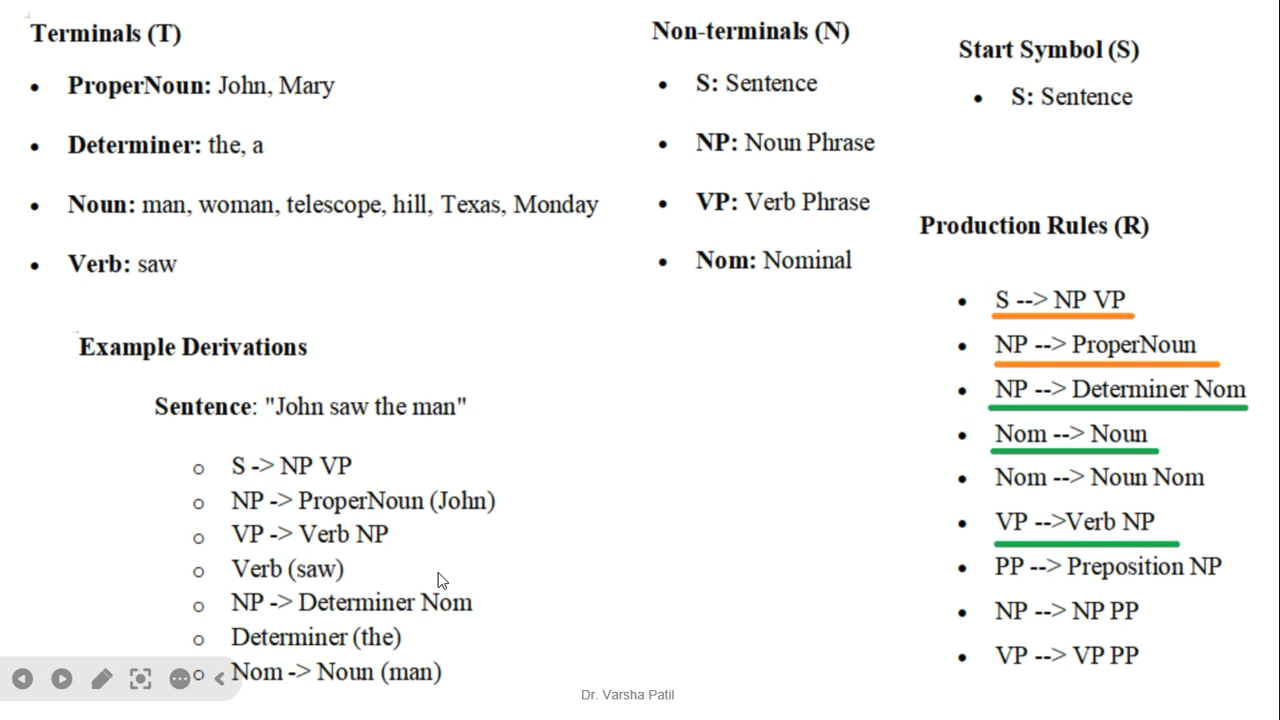 Terminals (T)
ProperNoun: John, Mary
Determiner: the, a
Noun: man, woman, telescope, hill, Texas, Monday
Verb: saw
Non-terminals (N)
S: Sentence
NP: Noun Phrase
VP: Verb Phrase
Nom: Nominal
Start Symbol (S)
S: Sentence
Production Rules (R)
S --> NP VP
NP --> ProperNoun
NP --> Determiner Nom
Nom --> Noun
Nom --> Noun Nom
VP -->Verb NP
PP --> Preposition NP
NP --> NP PP
VP --> VP PP
Example Derivations
Sentence: "John saw the man"
S -> NP VP
NP -> ProperNoun (John)
VP -> Verb NP
Verb (saw)
NP -> Determiner Nom
Determiner (the)
Nom -> Noun (man)
Dr. Varsha Patil